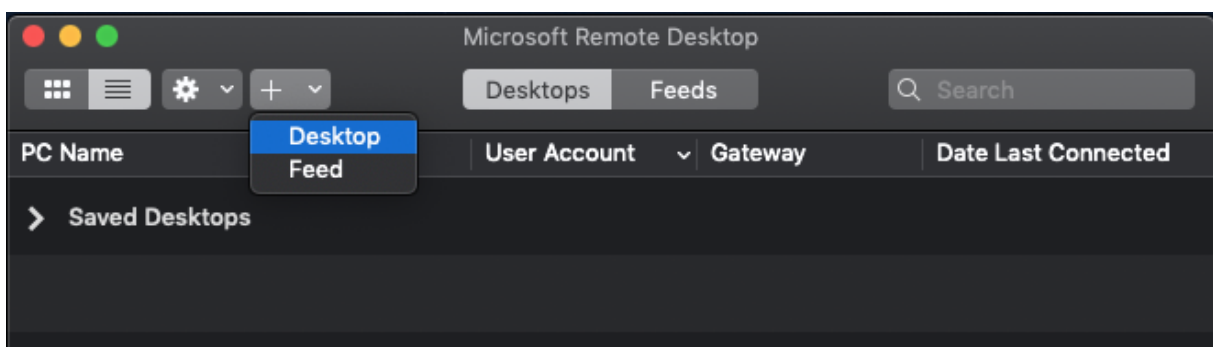 Microsoft Remote Desktop
Desktops Feeds Search
Desktop
Feed
PC Name User Account Gateway Date Last Connected
Saved Desktops